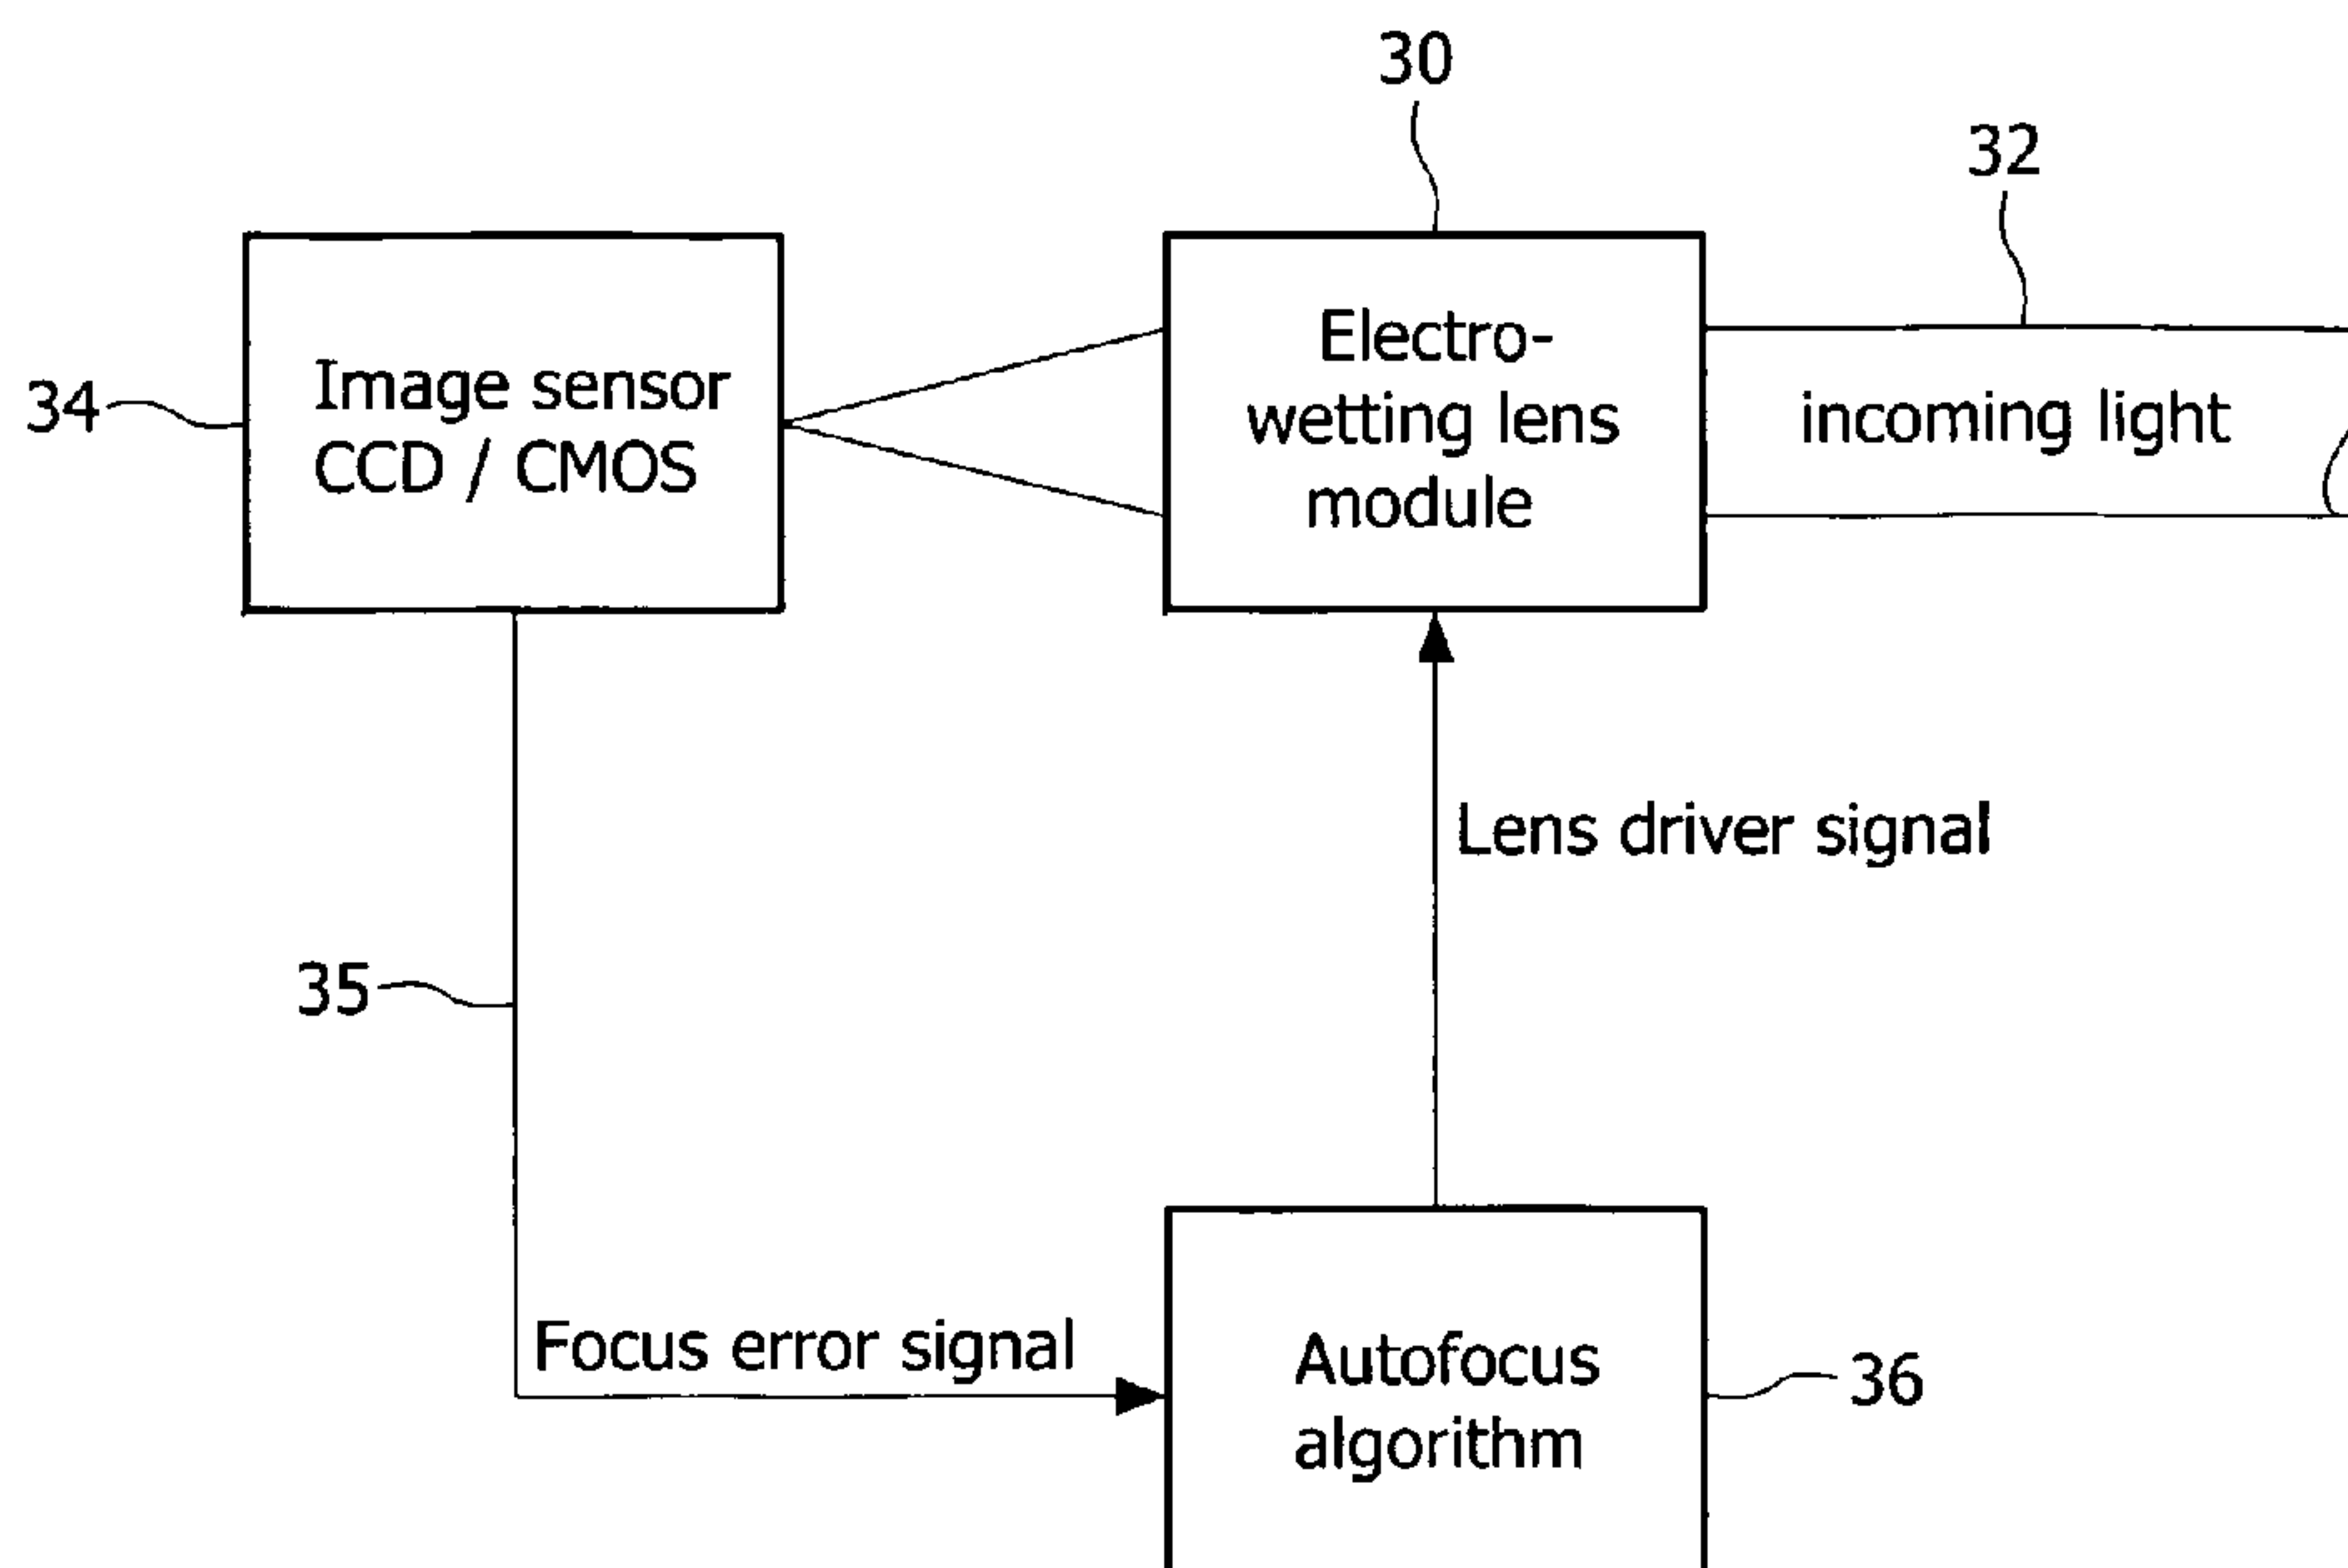 30
32
34
Image sensor
CCD / CMOS
Electro-
wetting lens
module
incoming light
Lens driver signal
35
Focus error signal
Autofocus
algorithm
36